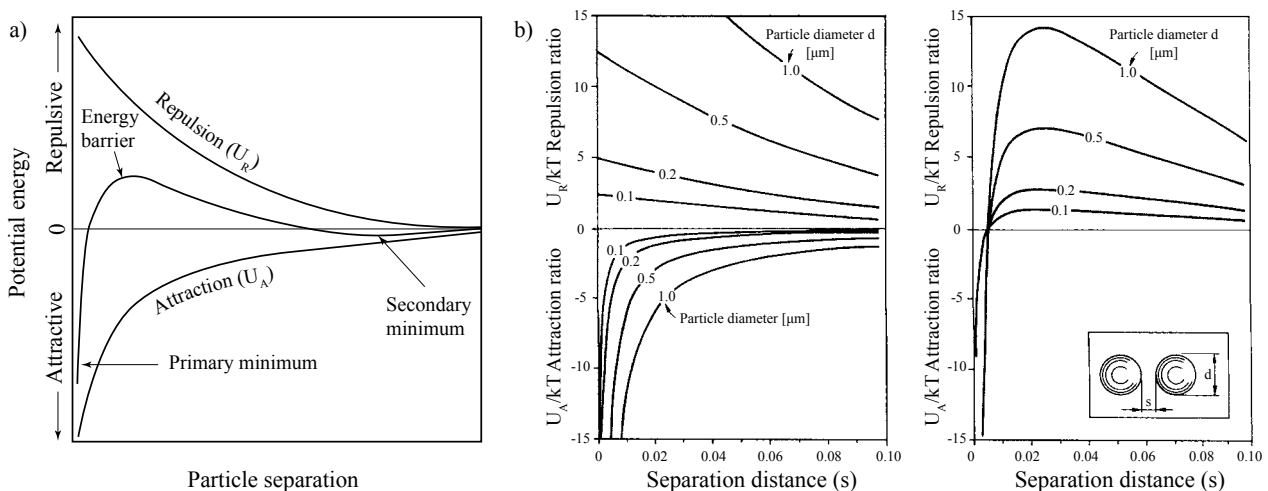 a)
Potential energy
Repulsive
0
Attractive
Energy
barrier
Repulsion (U_R)
Attraction (U_A)
Secondary
minimum
Primary minimum
Particle separation
b)
U_R/kT Repulsion ratio
U_A/kT Attraction ratio
15
10
5
0
-5
-10
-15
Particle diameter d
[µm]
1.0
0.5
0.2
0.1
0.1
0.2
0.5
1.0
Particle diameter [µm]
0
0.02
0.04
0.06
0.08
0.10
Separation distance (s)
U_R/kT Repulsion ratio
U_A/kT Attraction ratio
15
10
5
0
-5
-10
-15
Particle diameter d
[µm]
1.0
0.5
0.2
0.1
d
s
0
0.02
0.04
0.06
0.08
0.10
Separation distance (s)